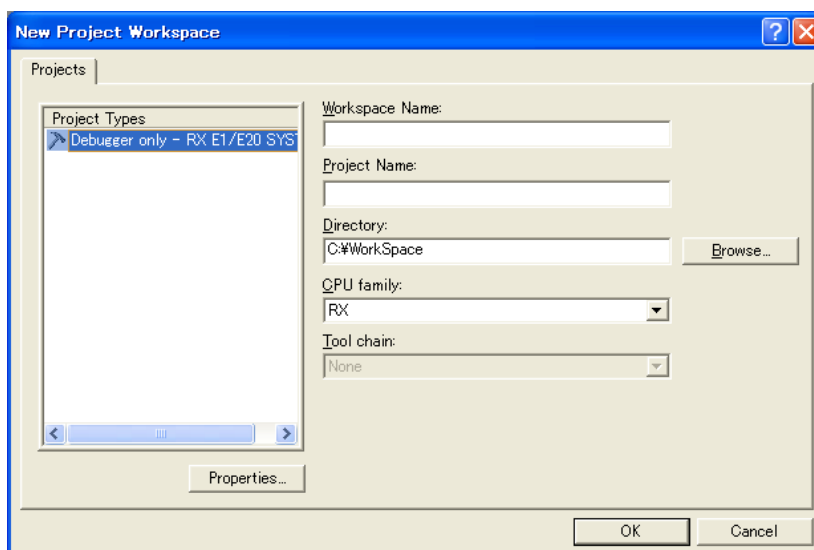 New Project Workspace
Projects
Project Types
Debugger only - RX E1/E20 SYS
Workspace Name:
Project Name:
Directory:
C:¥WorkSpace
Browse...
CPU family:
RX
Tool chain:
None
Properties...
OK
Cancel